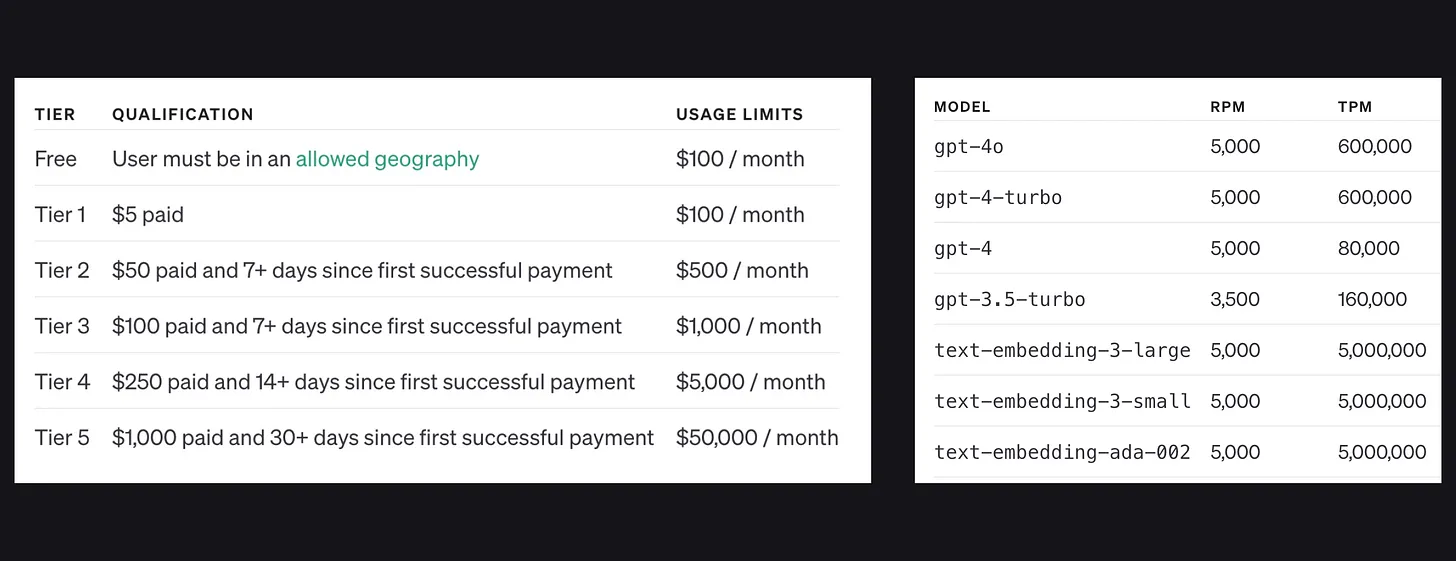 TIER QUALIFICATION USAGE LIMITS
Free User must be in an allowed geography $100 / month
Tier 1 $5 paid $100 / month
Tier 2 $50 paid and 7+ days since first successful payment $500 / month
Tier 3 $100 paid and 7+ days since first successful payment $1,000 / month
Tier 4 $250 paid and 14+ days since first successful payment $5,000 / month
Tier 5 $1,000 paid and 30+ days since first successful payment $50,000 / month
MODEL RPM TPM
gpt-4o 5,000 600,000
gpt-4-turbo 5,000 600,000
gpt-4 5,000 80,000
gpt-3.5-turbo 3,500 160,000
text-embedding-3-large 5,000 5,000,000
text-embedding-3-small 5,000 5,000,000
text-embedding-ada-002 5,000 5,000,000